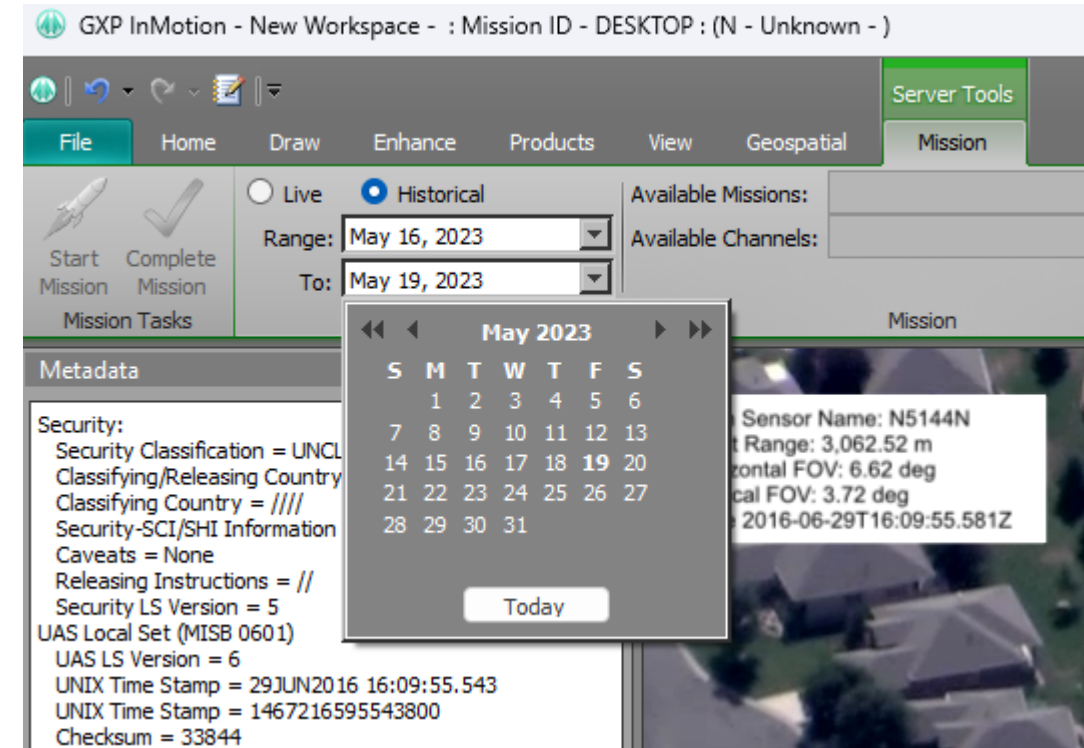 GXP InMotion - New Workspace -  : Mission ID - DESKTOP : (N - Unknown - )
Server Tools
File Home Draw Enhance Products View Geospatial Mission
Live Historical
Range: May 16, 2023
To: May 19, 2023
Start Mission
Complete Mission
Mission Tasks
Available Missions:
Available Channels:
Mission
May 2023
S M T W T F S
1 2 3 4 5 6
7 8 9 10 11 12 13
14 15 16 17 18 19 20
21 22 23 24 25 26 27
28 29 30 31
Today
Metadata
Security:
Security Classification = UNCL
Classifying/Releasing Country
Classifying Country = ////
Security-SCI/SHI Information
Caveats = None
Releasing Instructions = //
Security LS Version = 5
UAS Local Set (MISB 0601)
UAS LS Version = 6
UNIX Time Stamp = 29JUN2016 16:09:55.543
UNIX Time Stamp = 1467216595543800
Checksum = 33844
Sensor Name: N5144N
Range: 3,062.52 m
FOV: 6.62 deg
FOV: 3.72 deg
2016-06-29T16:09:55.581Z